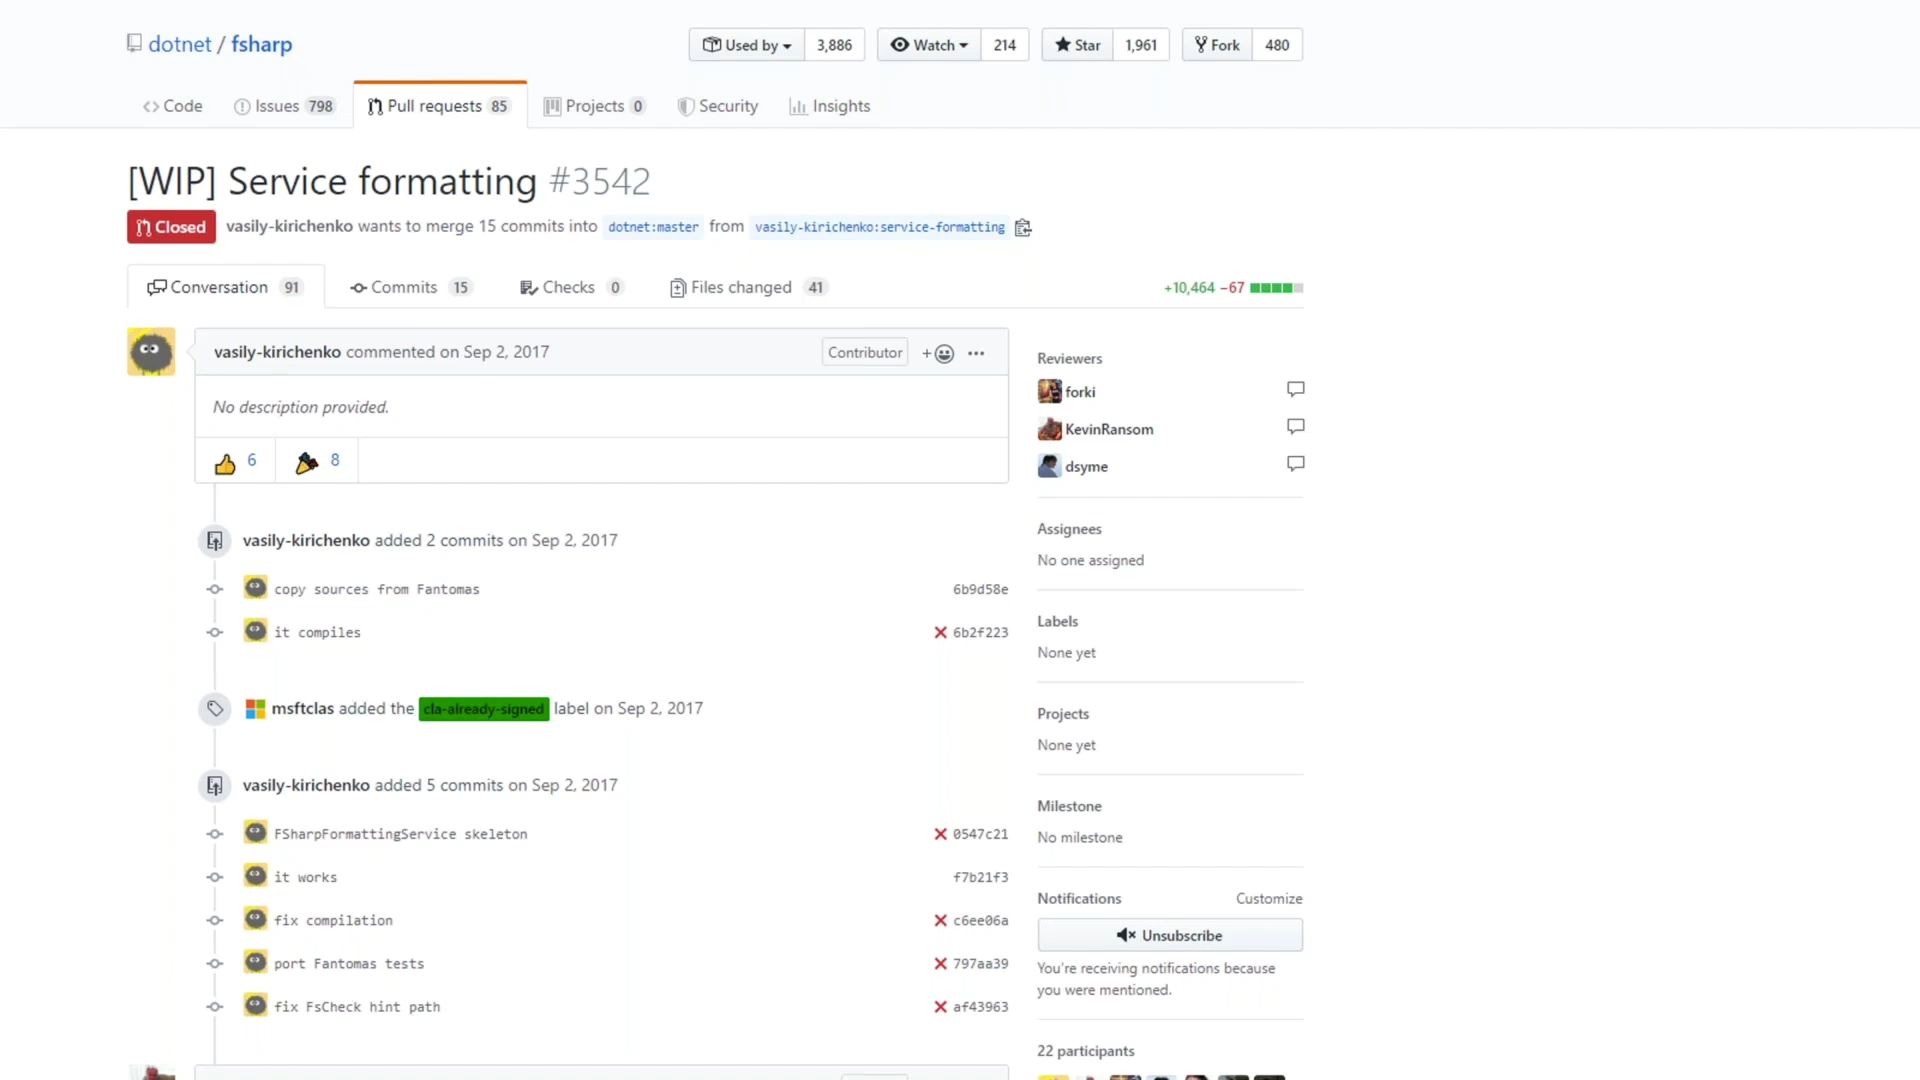 dotnet / fsharp
Used by 3,886 Watch 214 Star 1,961 Fork 480
Code Issues 798 Pull requests 85 Projects 0 Security Insights
[WIP] Service formatting #3542
Closed vasily-kirichenko wants to merge 15 commits into dotnet:master from vasily-kirichenko:service-formatting
Conversation 91 Commits 15 Checks 0 Files changed 41 +10,464 −67
vasily-kirichenko commented on Sep 2, 2017 Contributor
No description provided.
6 8
vasily-kirichenko added 2 commits on Sep 2, 2017
copy sources from Fantomas 6b9d58e
it compiles 6b2f223
msftclas added the cla-already-signed label on Sep 2, 2017
vasily-kirichenko added 5 commits on Sep 2, 2017
FSharpFormattingService skeleton 0547c21
it works f7b21f3
fix compilation c6ee06a
port Fantomas tests 797aa39
fix FsCheck hint path af43963
Reviewers
forki
KevinRansom
dsyme
Assignees
No one assigned
Labels
None yet
Projects
None yet
Milestone
No milestone
Notifications Customize
Unsubscribe
You're receiving notifications because
you were mentioned.
22 participants